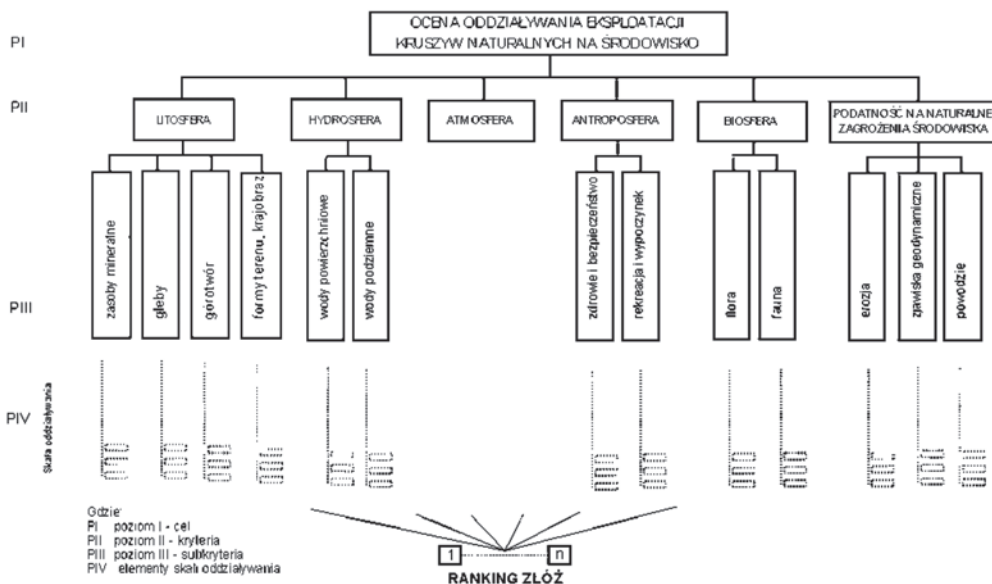 OCENA ODDZIAŁYWANIA EKSPLOATACJI
KRUSZYW NATURALNYCH NA ŚRODOWISKO
PI
PII
LITOSFERA
HYDROSFERA
ATMOSFERA
ANTROPOSFERA
BIOSFERA
PODATNOŚĆ NA NATURALNE
ZAGROŻENIA ŚRODOWISKA
PIII
zasoby mineralne
gleby
górotwór
formy terenu, krajobraz
wody powierzchniowe
wody podziemne
zdrowie i bezpieczeństwo
rekreacja i wypoczynek
flora
fauna
erozja
zjawiska geodynamiczne
powodzie
PIV
Skala oddziaływania
Gdzie:
PI poziom I - cel
PII poziom II - kryteria
PIII poziom III - subkryteria
PIV elementy skali oddziaływania
1
n
RANKING ZŁÓŻ